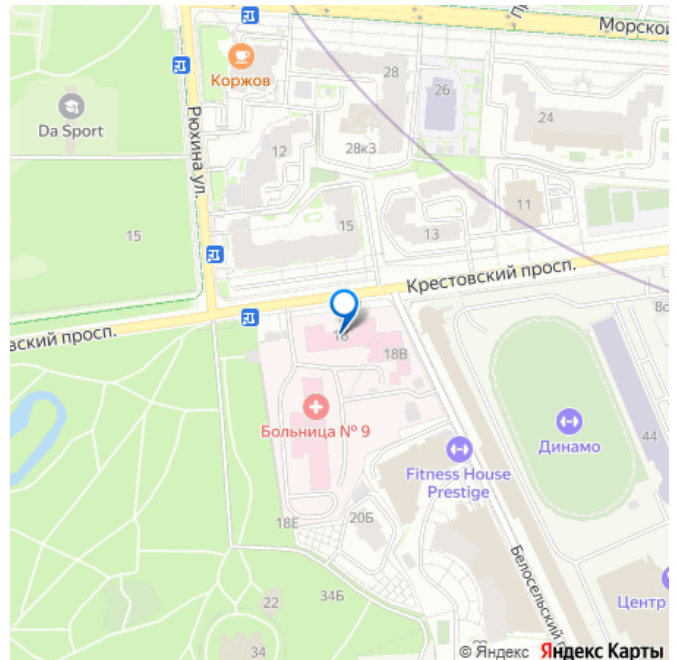 Морской
Коржов
28
26
24
Da Sport
Рюхина ул.
12
28к3...
11
15
15
13
Крестовский просп.
8с
вский просп.
18
18В
Больница № 9
Динамо
44
Fitness House
Prestige
18Е
20Б
Белосельский п
34Б
22
Центр
34
© Яндекс Яндекс Карты